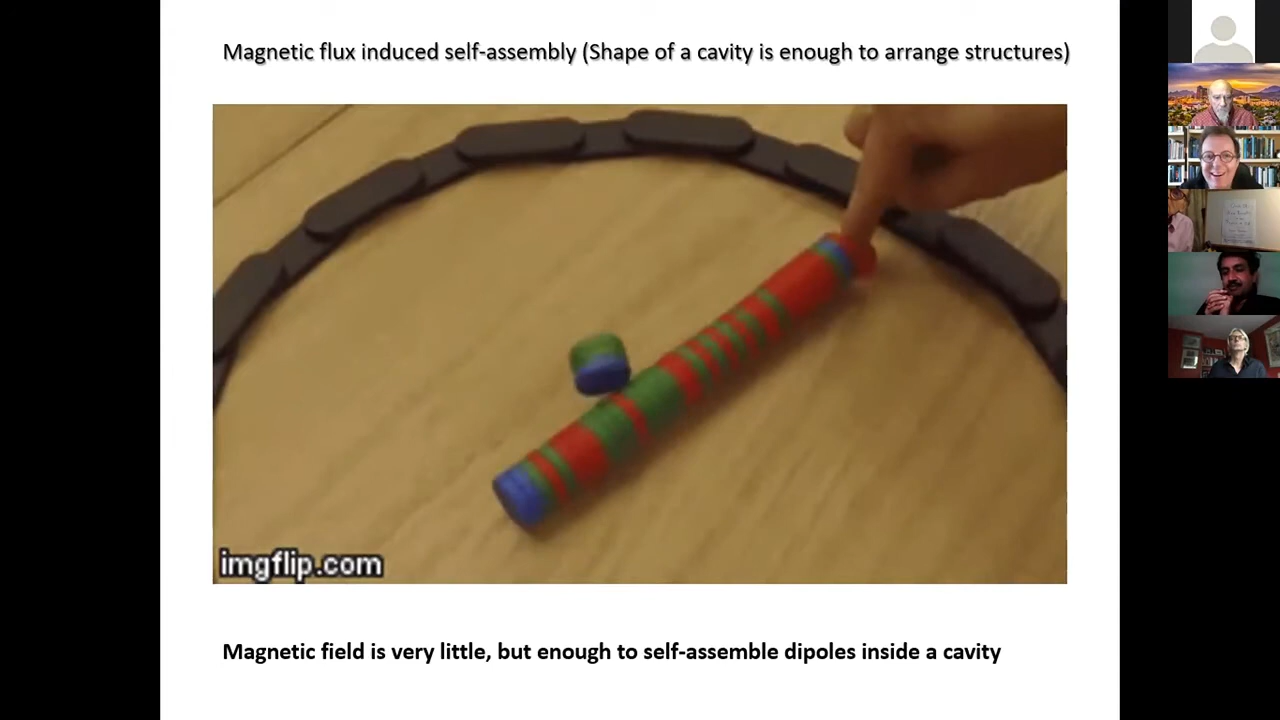 Magnetic flux induced self-assembly (Shape of a cavity is enough to arrange structures)
imgflip.com
Magnetic field is very little, but enough to self-assemble dipoles inside a cavity